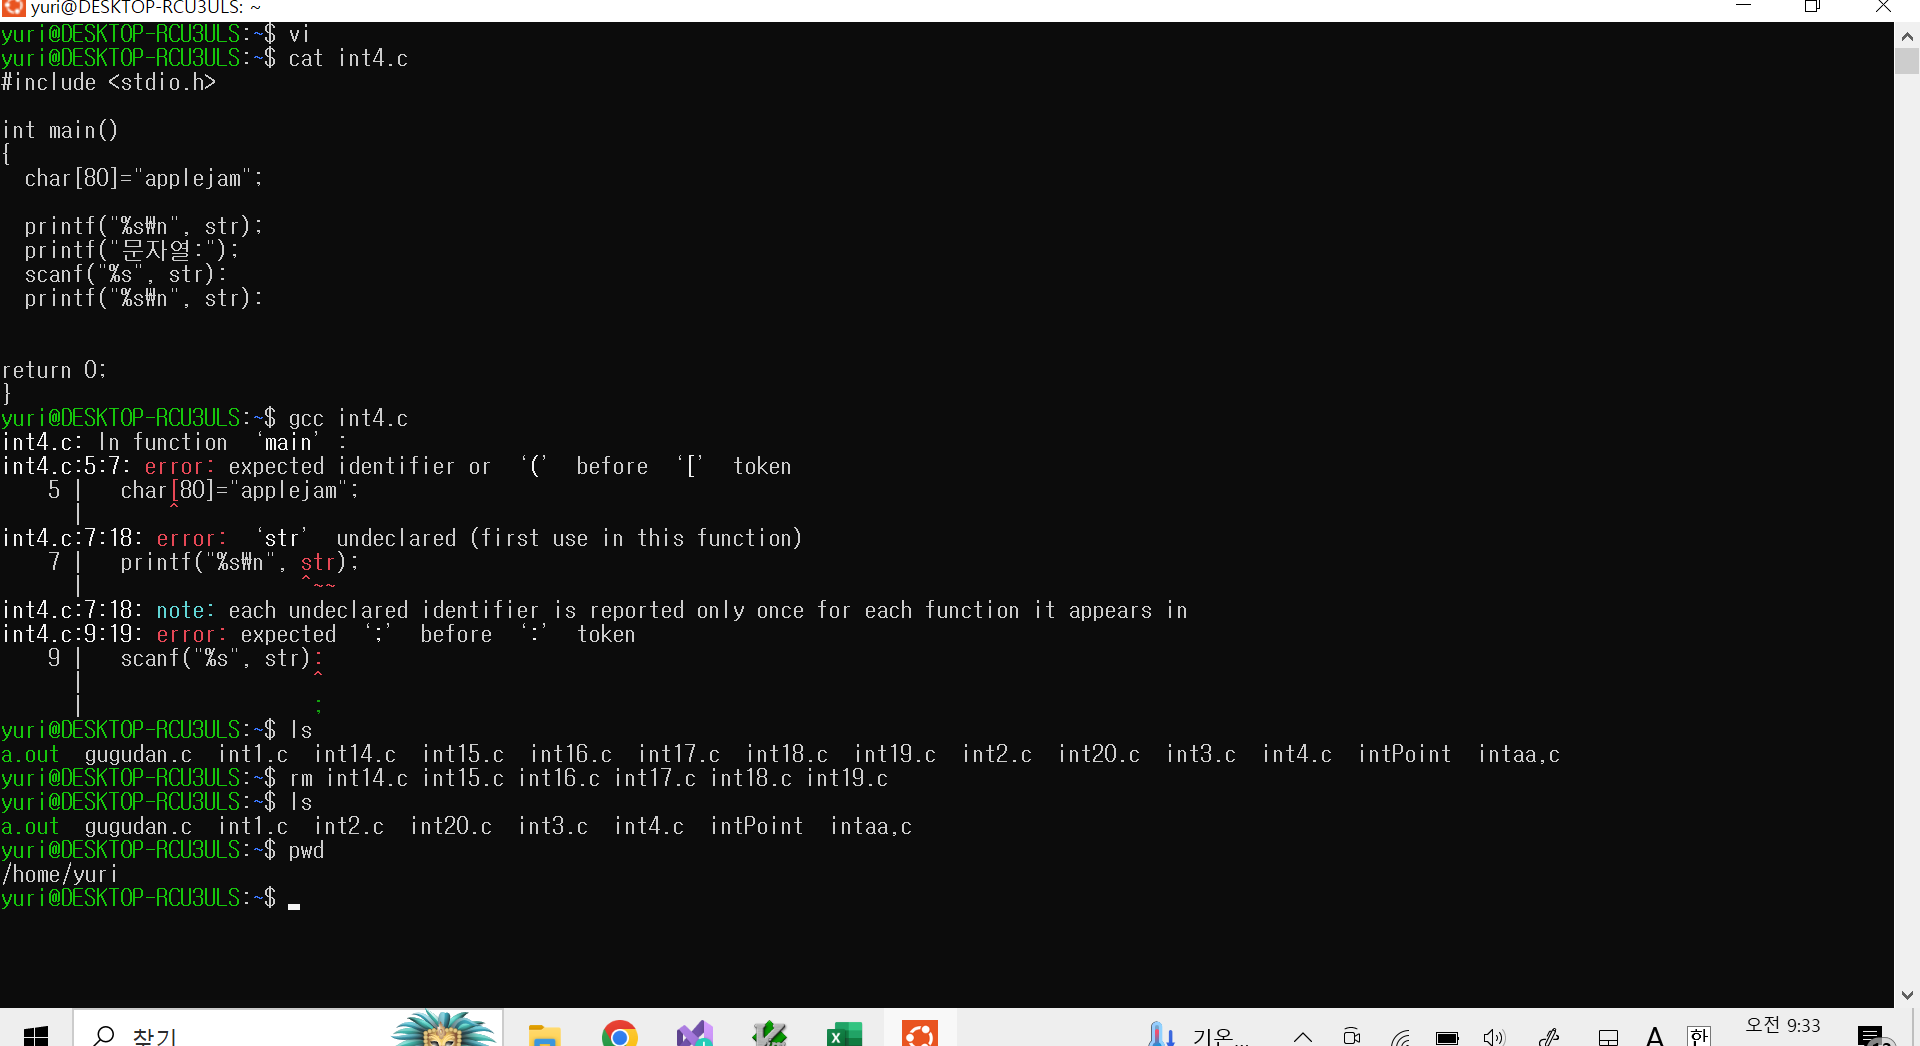 yuri@DESKTOP-RCU3ULS: ~
yuri@DESKTOP-RCU3ULS:~$ vi
yuri@DESKTOP-RCU3ULS:~$ cat int4.c
#include <stdio.h>
int main()
{
char[80]="applejam";
printf("%s₩n", str);
printf("문자열:");
scanf("%s", str):
printf("%s₩n", str):
return 0;
}
yuri@DESKTOP-RCU3ULS:~$ gcc int4.c
int4.c: In function ‘main’:
int4.c:5:7: error: expected identifier or ‘(’ before ‘[’ token
5 | char[80]="applejam";
| ^
int4.c:7:18: error: ‘str’ undeclared (first use in this function)
7 | printf("%s₩n", str);
| ^~~
int4.c:7:18: note: each undeclared identifier is reported only once for each function it appears in
int4.c:9:19: error: expected ‘;’ before ‘:’ token
9 | scanf("%s", str):
| ^
| ;
yuri@DESKTOP-RCU3ULS:~$ ls
a.out gugudan.c int1.c int14.c int15.c int16.c int17.c int18.c int19.c int2.c int20.c int3.c int4.c intPoint intaa,c
yuri@DESKTOP-RCU3ULS:~$ rm int14.c int15.c int16.c int17.c int18.c int19.c
yuri@DESKTOP-RCU3ULS:~$ ls
a.out gugudan.c int1.c int2.c int20.c int3.c int4.c intPoint intaa,c
yuri@DESKTOP-RCU3ULS:~$ pwd
/home/yuri
yuri@DESKTOP-RCU3ULS:~$
찾기
기온...
A
한
오전 9:33